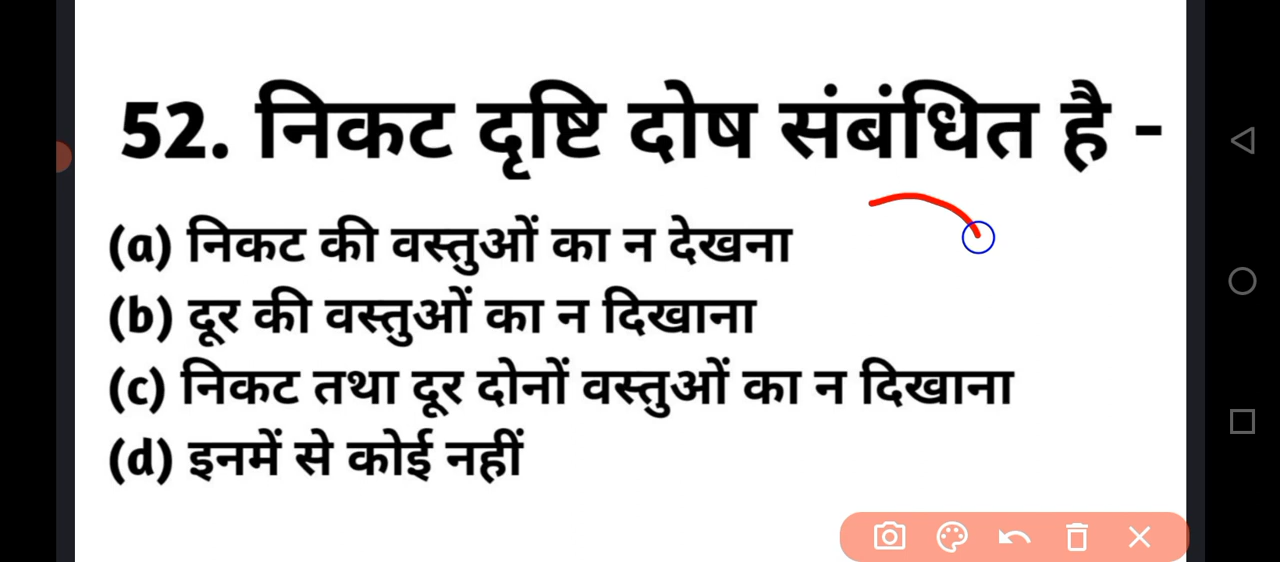 52. निकट दृष्टि दोष संबंधित है -
(a) निकट की वस्तुओं का न देखना
(b) दूर की वस्तुओं का न दिखाना
(c) निकट तथा दूर दोनों वस्तुओं का न दिखाना
(d) इनमें से कोई नहीं